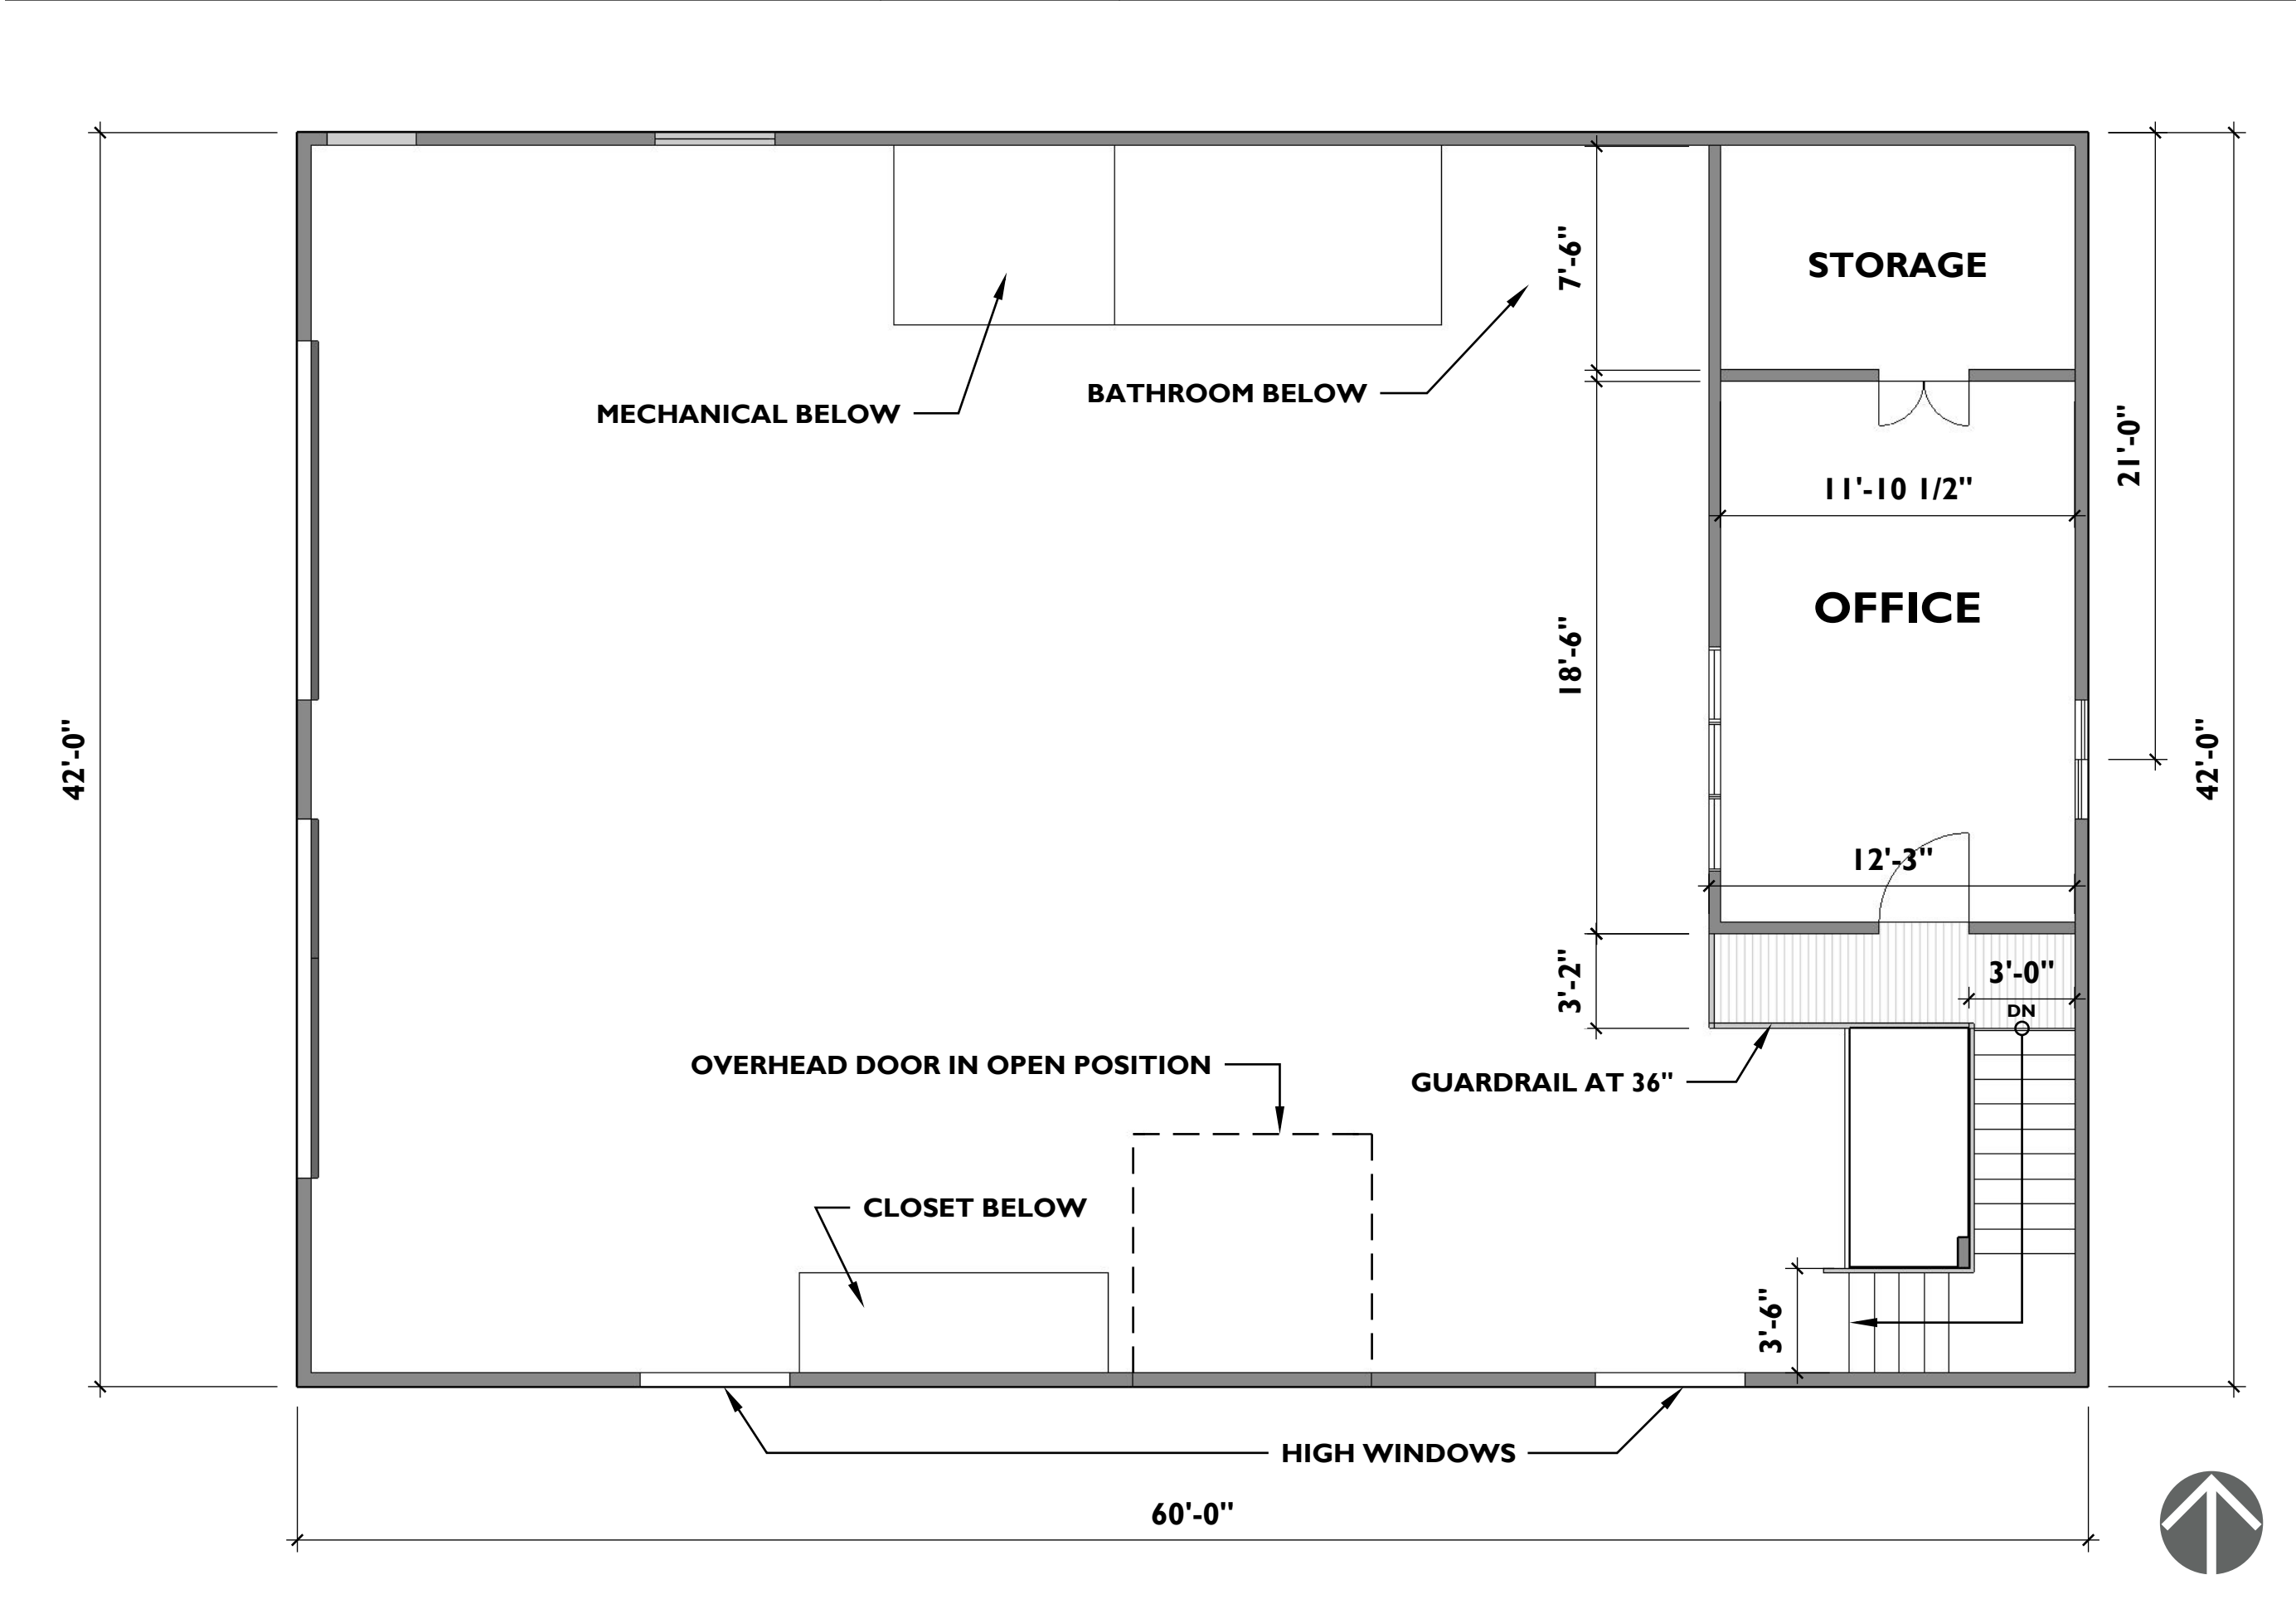 7'-6"
STORAGE
MECHANICAL BELOW
BATHROOM BELOW
21'-0"
11'-10 1/2"
OFFICE
18'-6"
42'-0"
42'-0"
12'-3"
3'-2"
3'-0"
DN
OVERHEAD DOOR IN OPEN POSITION
GUARDRAIL AT 36"
CLOSET BELOW
3'-6"
HIGH WINDOWS
60'-0"